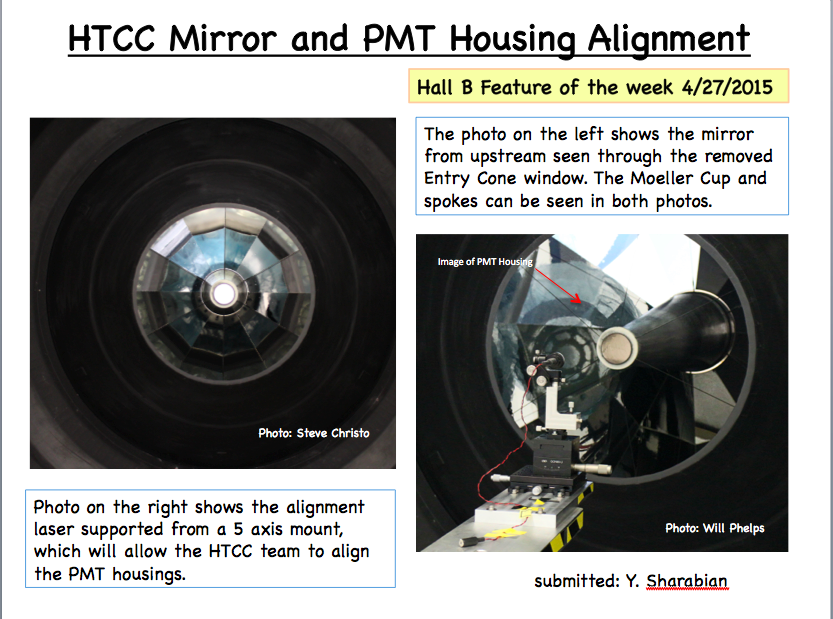 HTCC Mirror and PMT Housing Alignment
Hall B Feature of the week 4/27/2015
The photo on the left shows the mirror
from upstream seen through the removed
Entry Cone window. The Moeller Cup and
spokes can be seen in both photos.
Image of PMT Housing
Photo: Steve Christo
Photo on the right shows the alignment
laser supported from a 5 axis mount,
which will allow the HTCC team to align
the PMT housings.
Photo: Will Phelps
submitted: Y. Sharabian